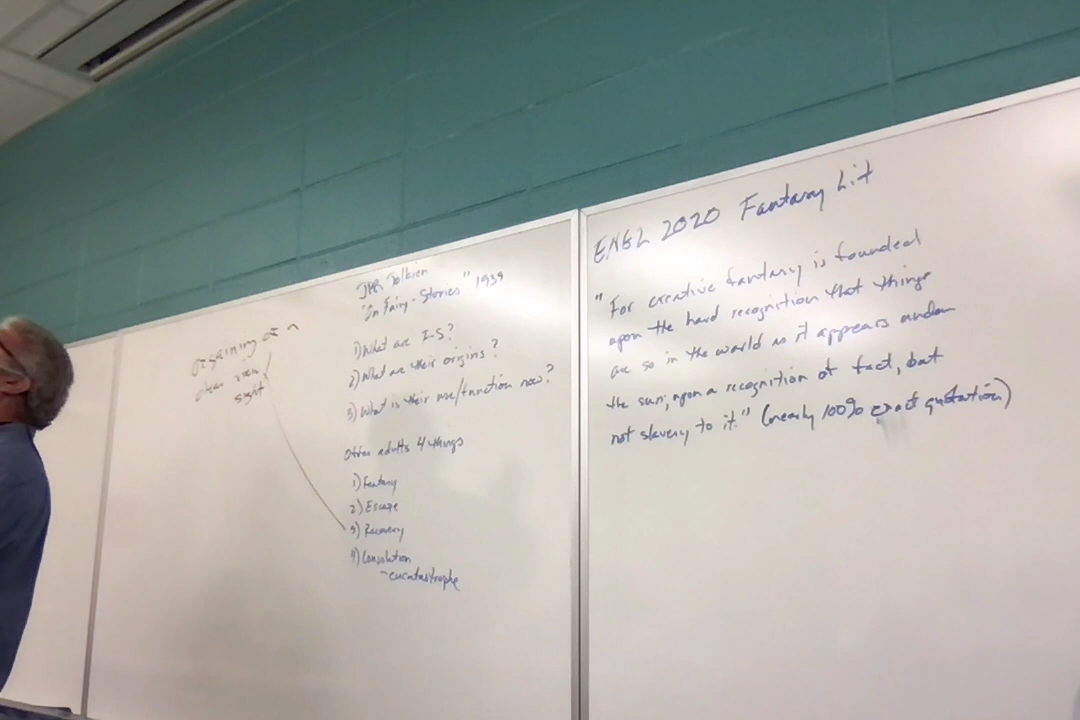 regaining of a
clear view
sight
JRR Tolkien
"On Fairy-Stories" 1939
1) What are
2) What are their origins?
3) What is their use/function now?
Offers adults 4 things
1) Fantasy
2) Escape
3) Recovery
4) Consolation
- eucatastrophe
ENGL 2020 Fantasy Lit
"For creative fantasy is founded
upon the hard recognition that things
are so in the world as it appears under
the sun; upon a recognition of fact, but
not slavery to it." (nearly 100% exact quotation)